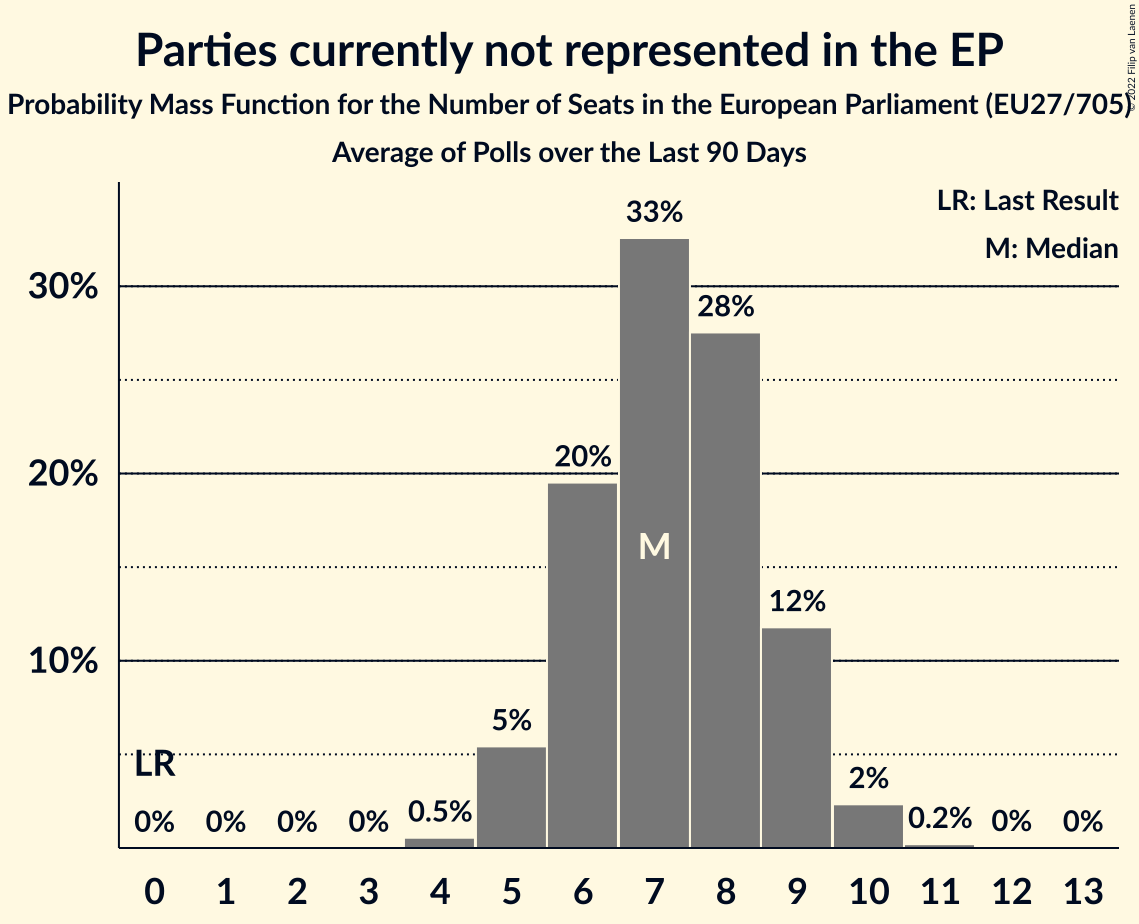 Parties currently not represented in the EP
Probability Mass Function for the Number of Seats in the European Parliament (EU27/705)
Average of Polls over the Last 90 Days
© 2022 Filip van Laenen
LR: Last Result
M: Median
33%
30%
28%
20%
20%
M
12%
10%
5%
LR
2%
0% 0% 0% 0% 0.5% 0.2% 0% 0%
0 1 2 3 4 5 6 7 8 9 10 11 12 13